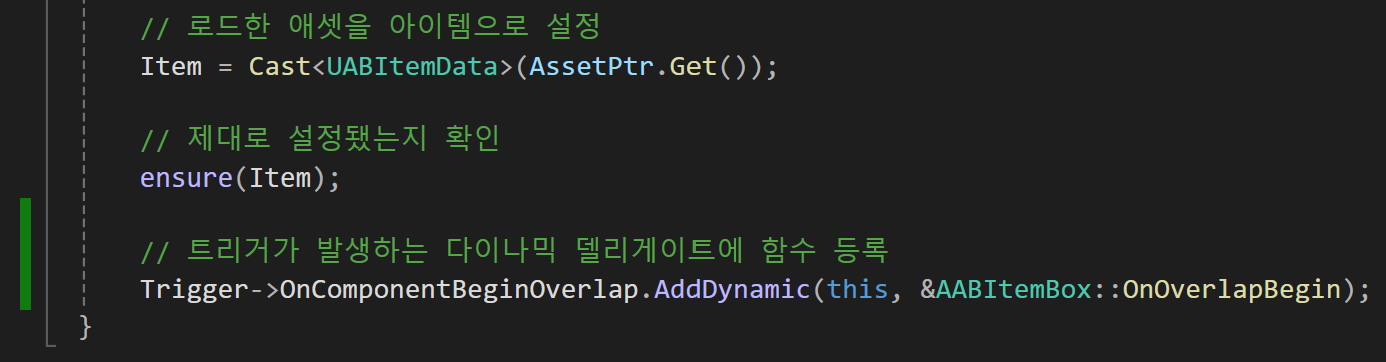 // 로드한 애셋을 아이템으로 설정
Item = Cast<UABItemData>(AssetPtr.Get());
// 제대로 설정됐는지 확인
ensure(Item);
// 트리거가 발생하는 다이나믹 델리게이트에 함수 등록
Trigger->OnComponentBeginOverlap.AddDynamic(this, &AABItemBox::OnOverlapBegin);
}